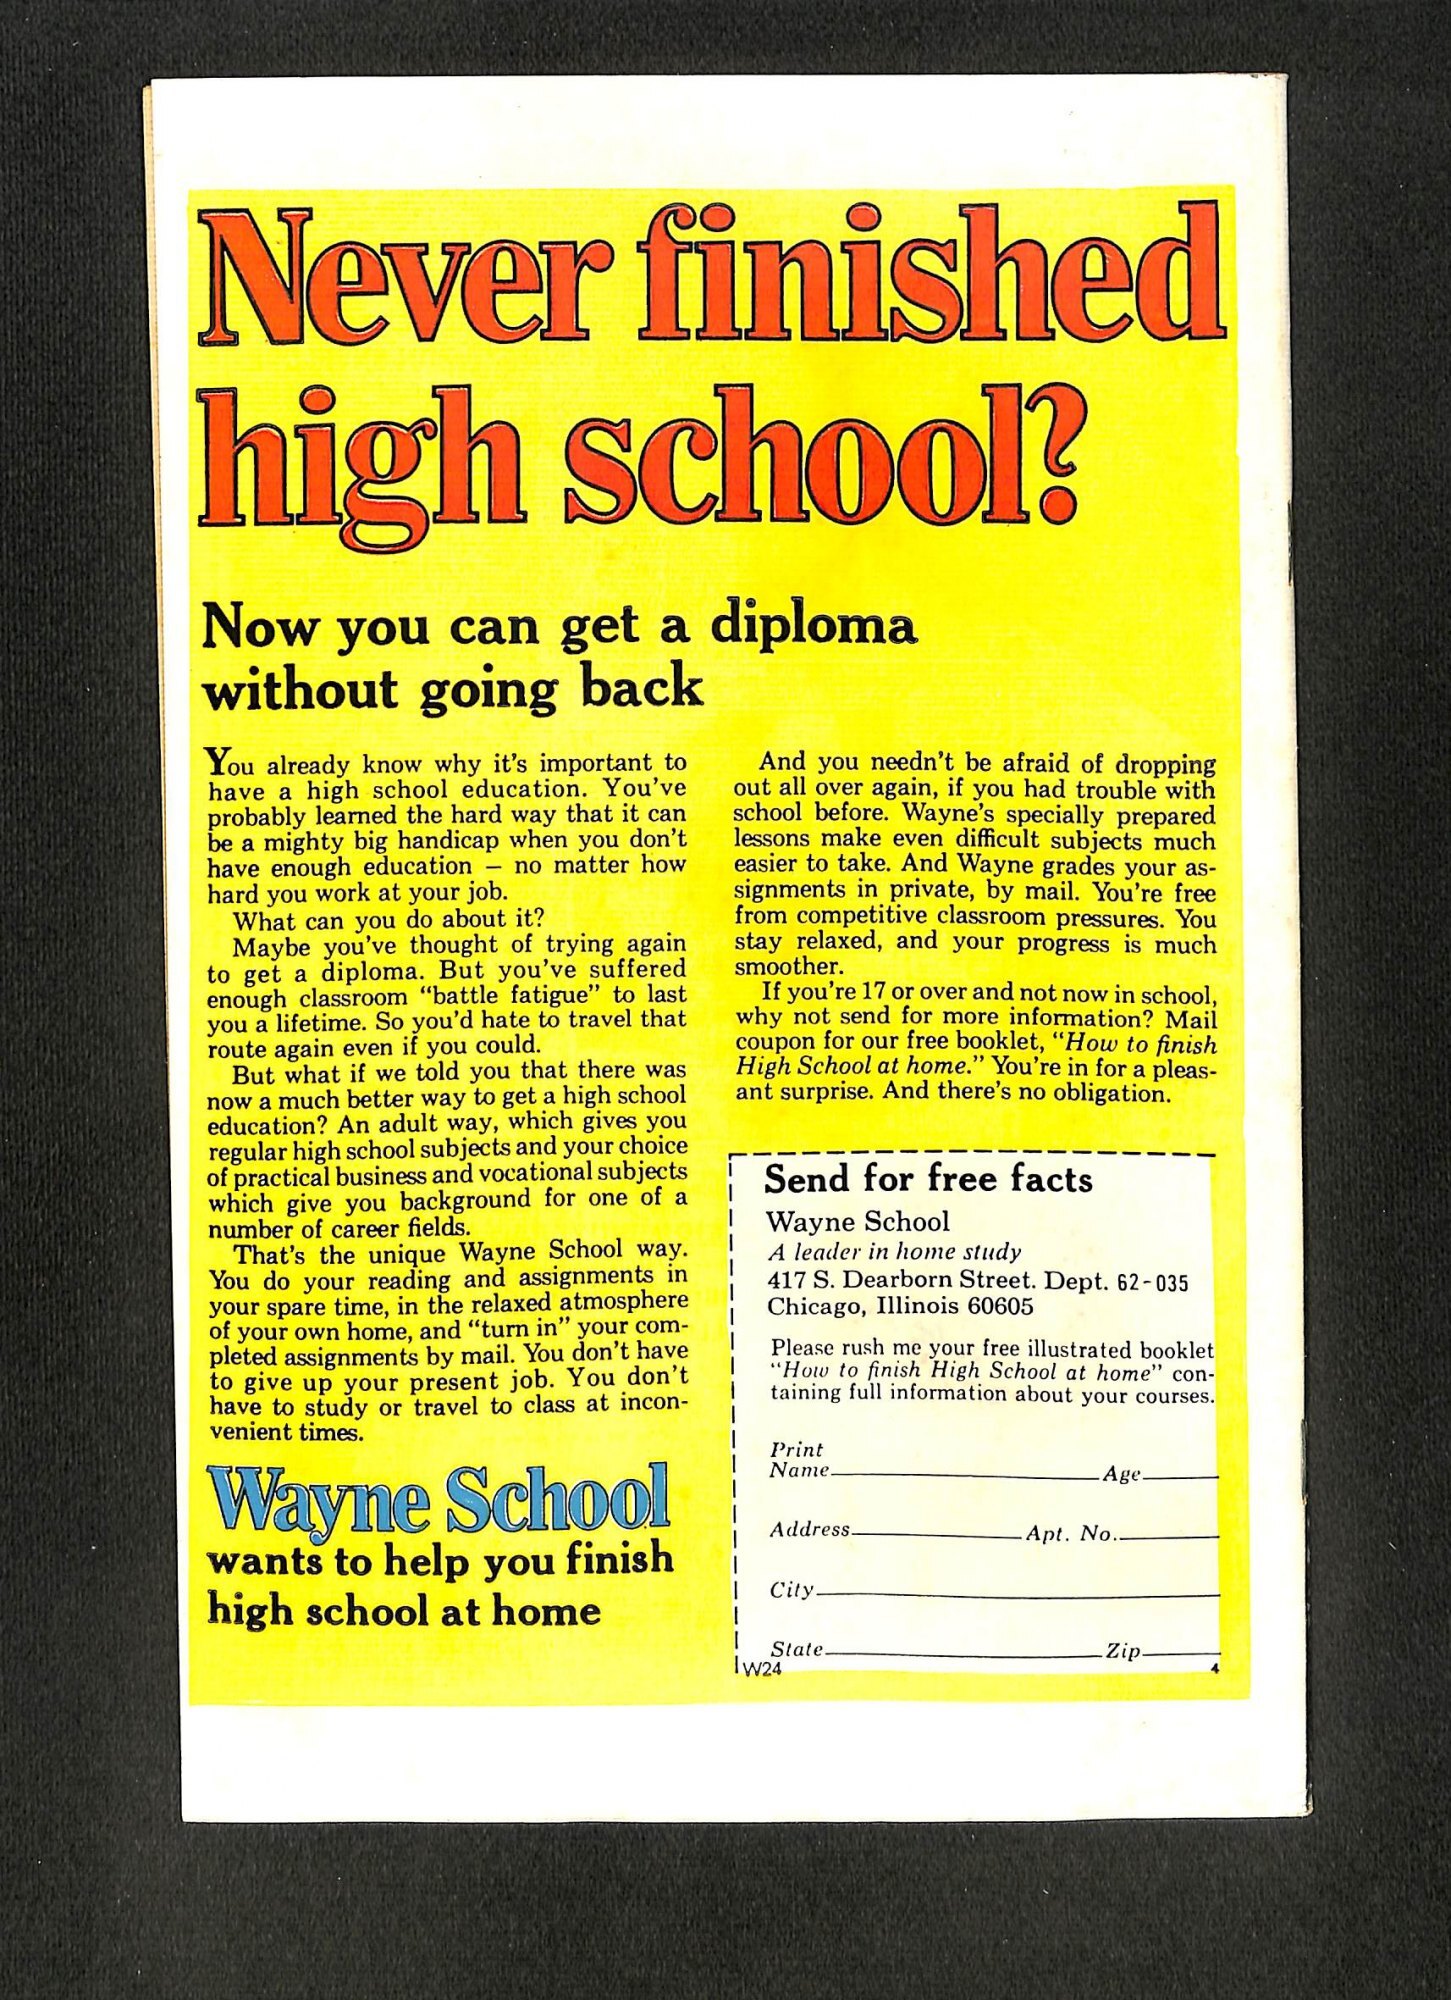 Never finished
high school?
Now you can get a diploma
without going back
You already know why it's important to
have a high school education. You've
probably learned the hard way that it can
be a mighty big handicap when you don't
have enough education — no matter how
hard you work at your job.
What can you do about it?
Maybe you've thought of trying again
to get a diploma. But you've suffered
enough classroom "battle fatigue" to last
you a lifetime. So you'd hate to travel that
route again even if you could.
But what if we told you that there was
now a much better way to get a high school
education? An adult way, which gives you
regular high school subjects and your choice
of practical business and vocational subjects
which give you background for one of a
number of career fields.
That's the unique Wayne School way.
You do your reading and assignments in
your spare time, in the relaxed atmosphere
of your own home, and "turn in" your com-
pleted assignments by mail. You don't have
to give up your present job. You don't
have to study or travel to class at incon-
venient times.
Wayne School
wants to help you finish
high school at home
And you needn't be afraid of dropping
out all over again, if you had trouble with
school before. Wayne's specially prepared
lessons make even difficult subjects much
easier to take. And Wayne grades your as-
signments in private, by mail. You're free
from competitive classroom pressures. You
stay relaxed, and your progress is much
smoother.
If you're 17 or over and not now in school,
why not send for more information? Mail
coupon for our free booklet, "How to finish
High School at home." You're in for a pleas-
ant surprise. And there's no obligation.
Send for free facts
Wayne School
A leader in home study
417 S. Dearborn Street. Dept. 62-035
Chicago, Illinois 60605
Please rush me your free illustrated booklet
"How to finish High School at home" con-
taining full information about your courses.
Print
Name Age
Address Apt. No.
City
State Zip
W24 4